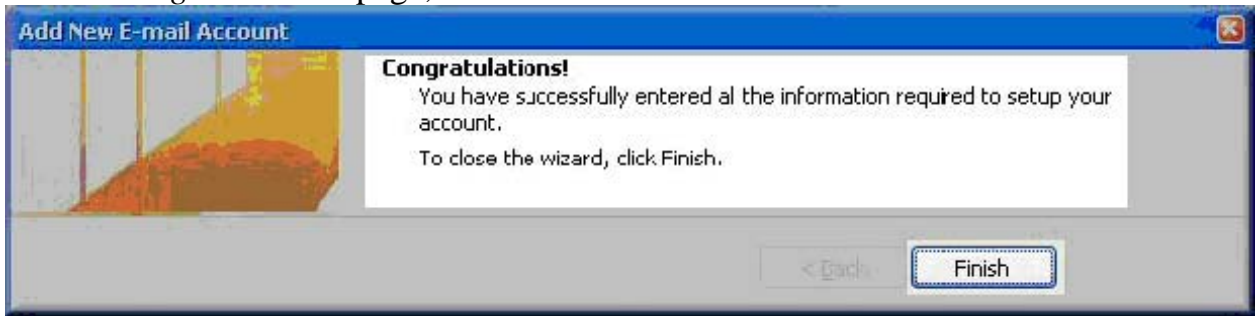 Add New E-mail Account
Congratulations!
You have successfully entered al the information required to setup your
account.
To close the wizard, click Finish.
< Back
Finish